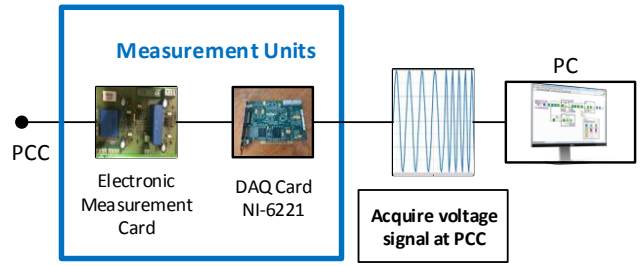 Measurement Units
PC
PCC
Electronic
Measurement
Card
DAQ Card
NI-6221
Acquire voltage
signal at PCC